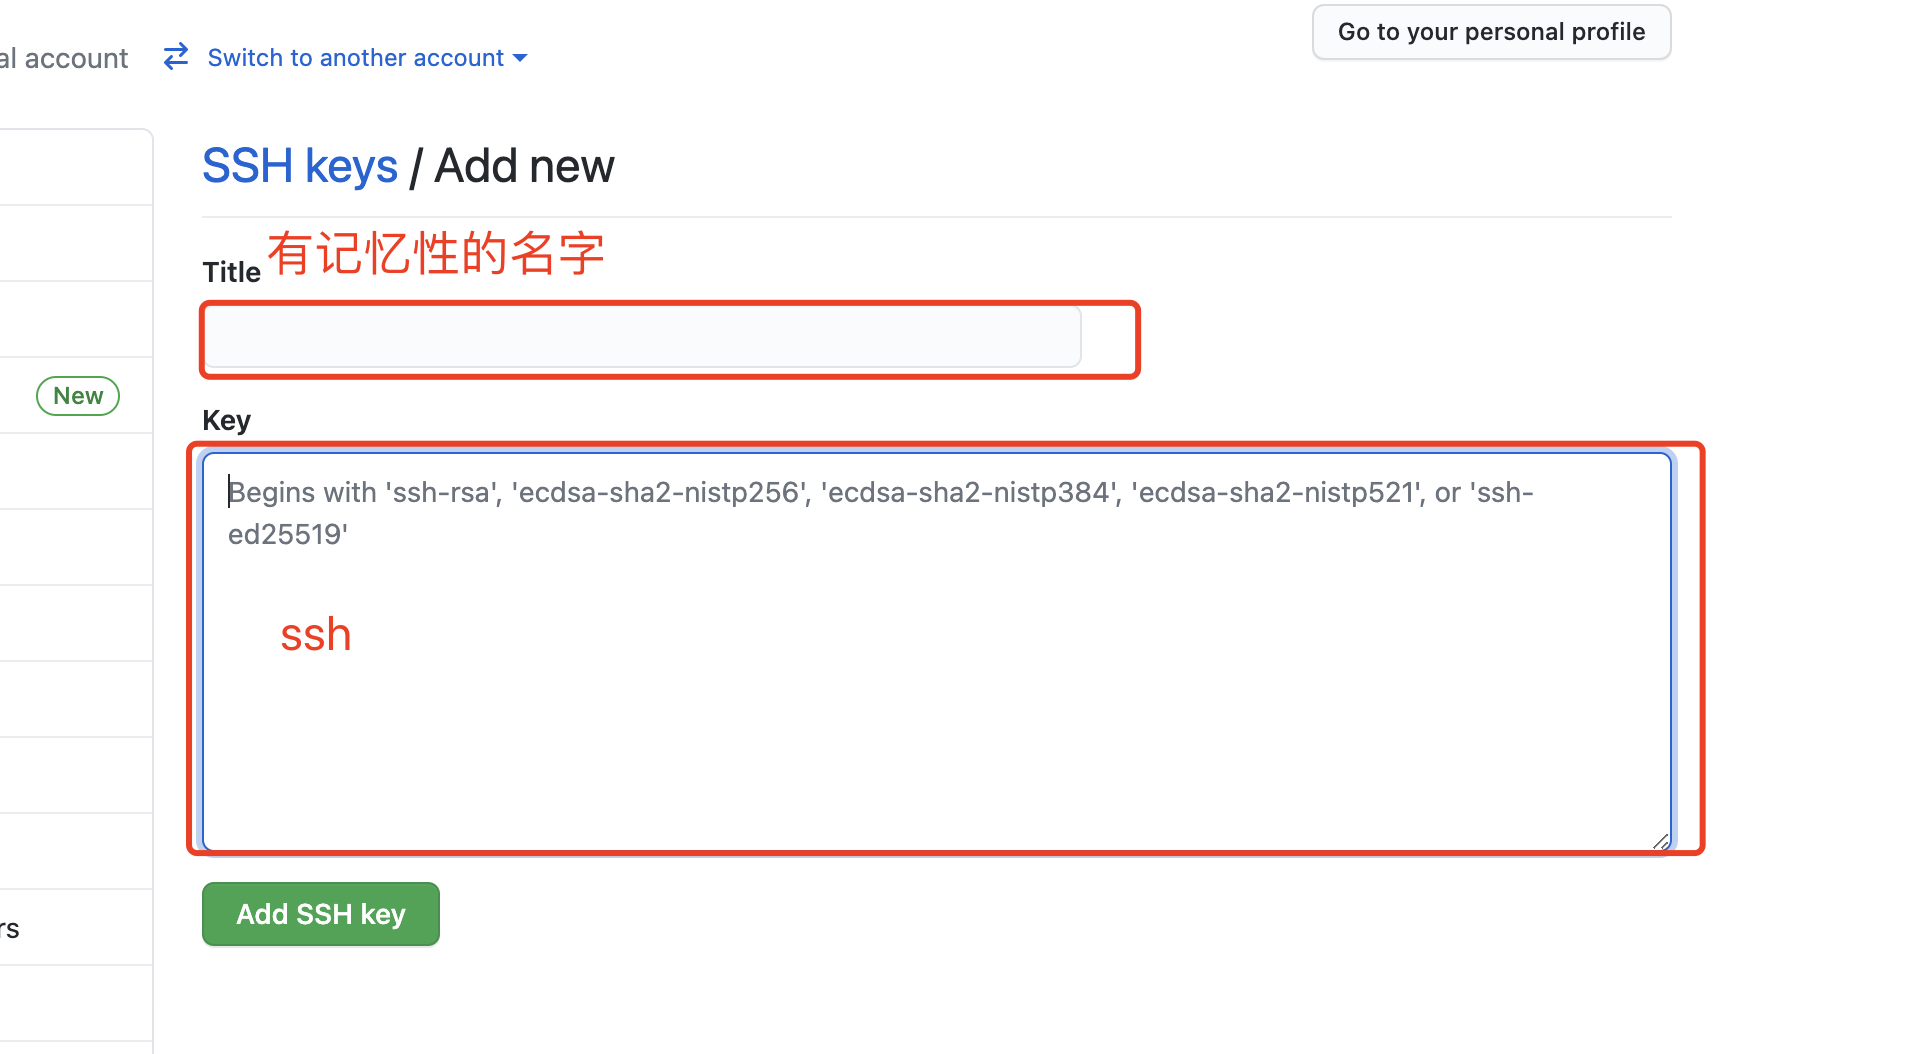 Go to your personal profile
al account
Switch to another account
SSH keys / Add new
有记忆性的名字
Title
New
Key
Begins with 'ssh-rsa', 'ecdsa-sha2-nistp256', 'ecdsa-sha2-nistp384', 'ecdsa-sha2-nistp521', or 'ssh-
ed25519'
ssh
Add SSH key
rs